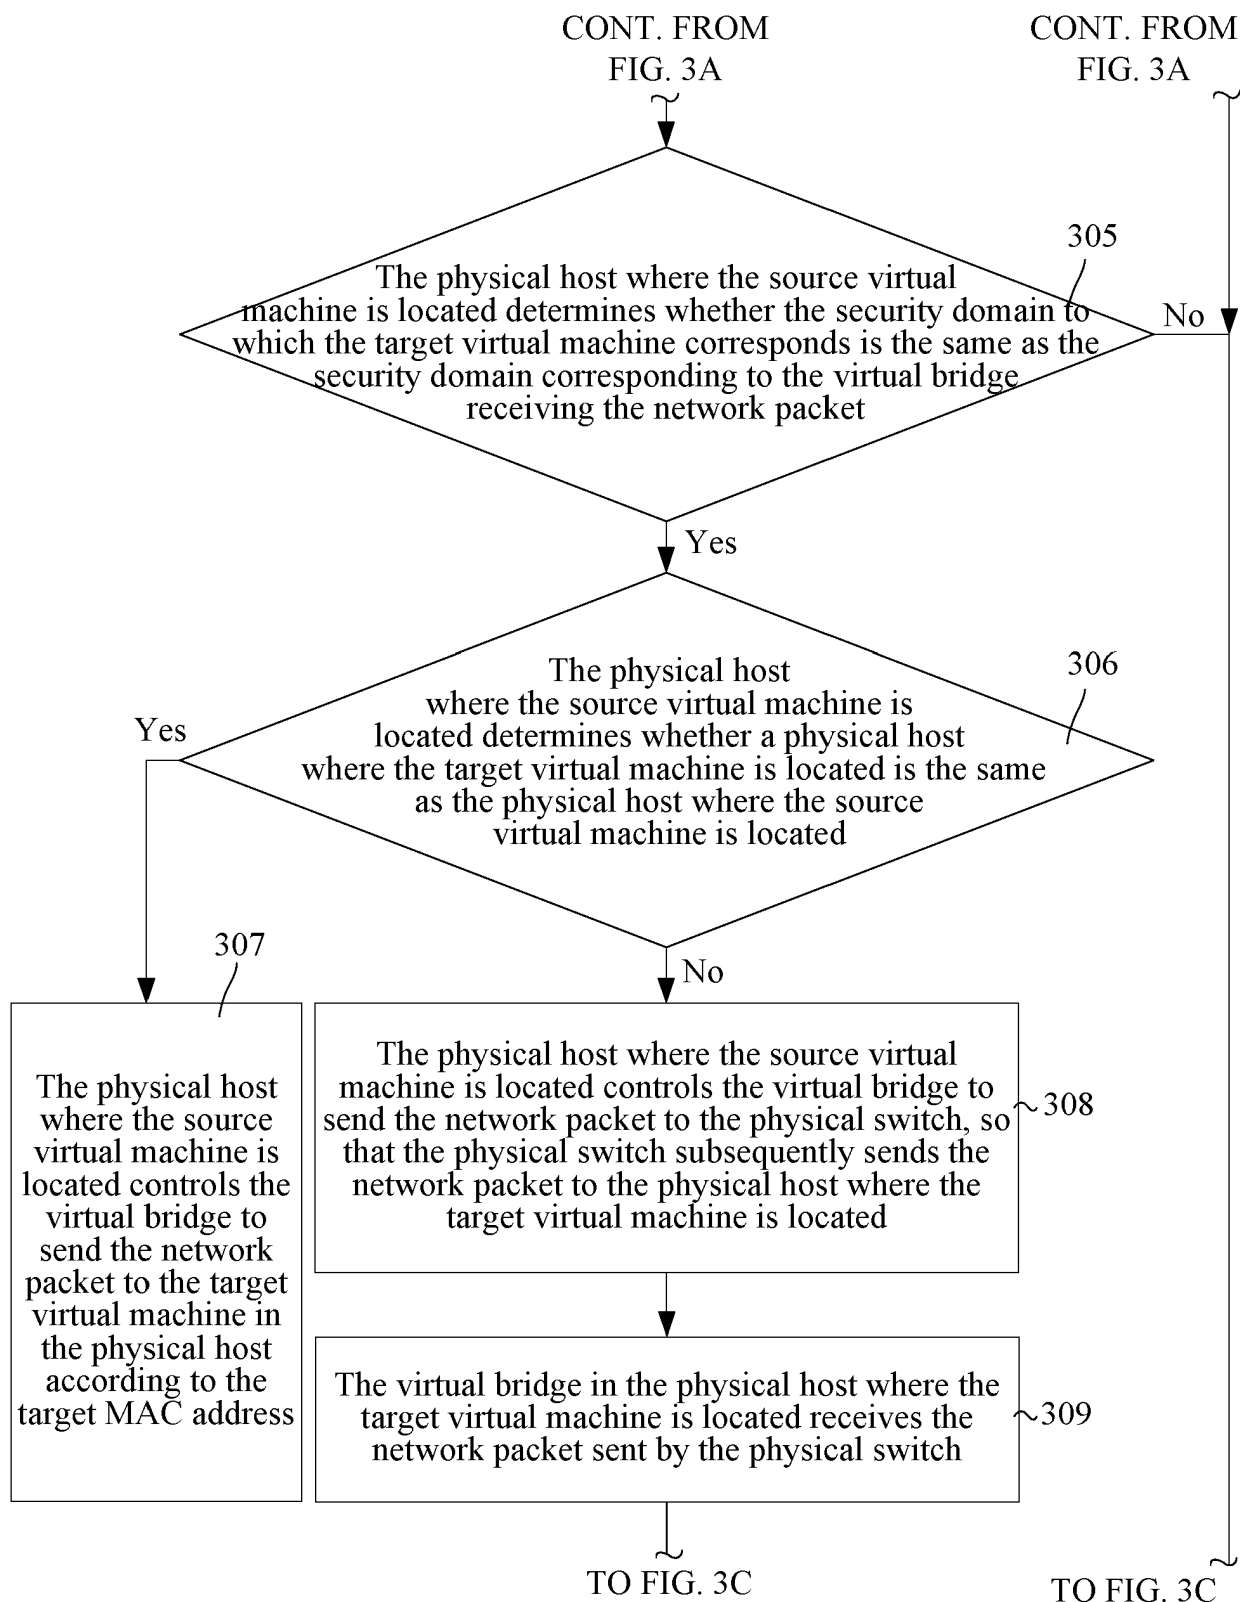 CONT. FROM
FIG. 3A
CONT. FROM
FIG. 3A
305
The physical host where the source virtual
machine is located determines whether the security domain to
which the target virtual machine corresponds is the same as the
security domain corresponding to the virtual bridge
receiving the network packet
No
Yes
306
The physical host
where the source virtual machine is
located determines whether a physical host
where the target virtual machine is located is the same
as the physical host where the source
virtual machine is located
Yes
No
307
The physical host
where the source
virtual machine is
located controls the
virtual bridge to
send the network
packet to the target
virtual machine in
the physical host
according to the
target MAC address
The physical host where the source virtual
machine is located controls the virtual bridge to
send the network packet to the physical switch, so
that the physical switch subsequently sends the
network packet to the physical host where the
target virtual machine is located
308
The virtual bridge in the physical host where the
target virtual machine is located receives the
network packet sent by the physical switch
309
TO FIG. 3C
TO FIG. 3C